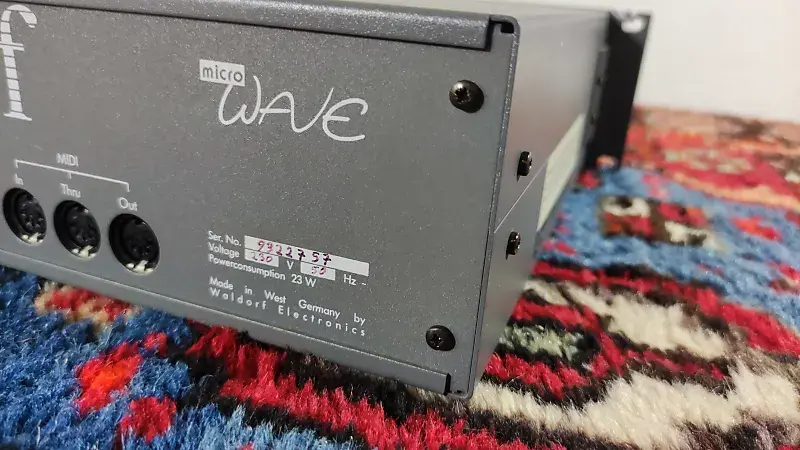 f
micro
WAVE
MIDI
In Thru Out
Ser. No. 9322757
Voltage 230 V 50 Hz ~
Powerconsumption 23 W
Made in West Germany by
Waldorf Electronics